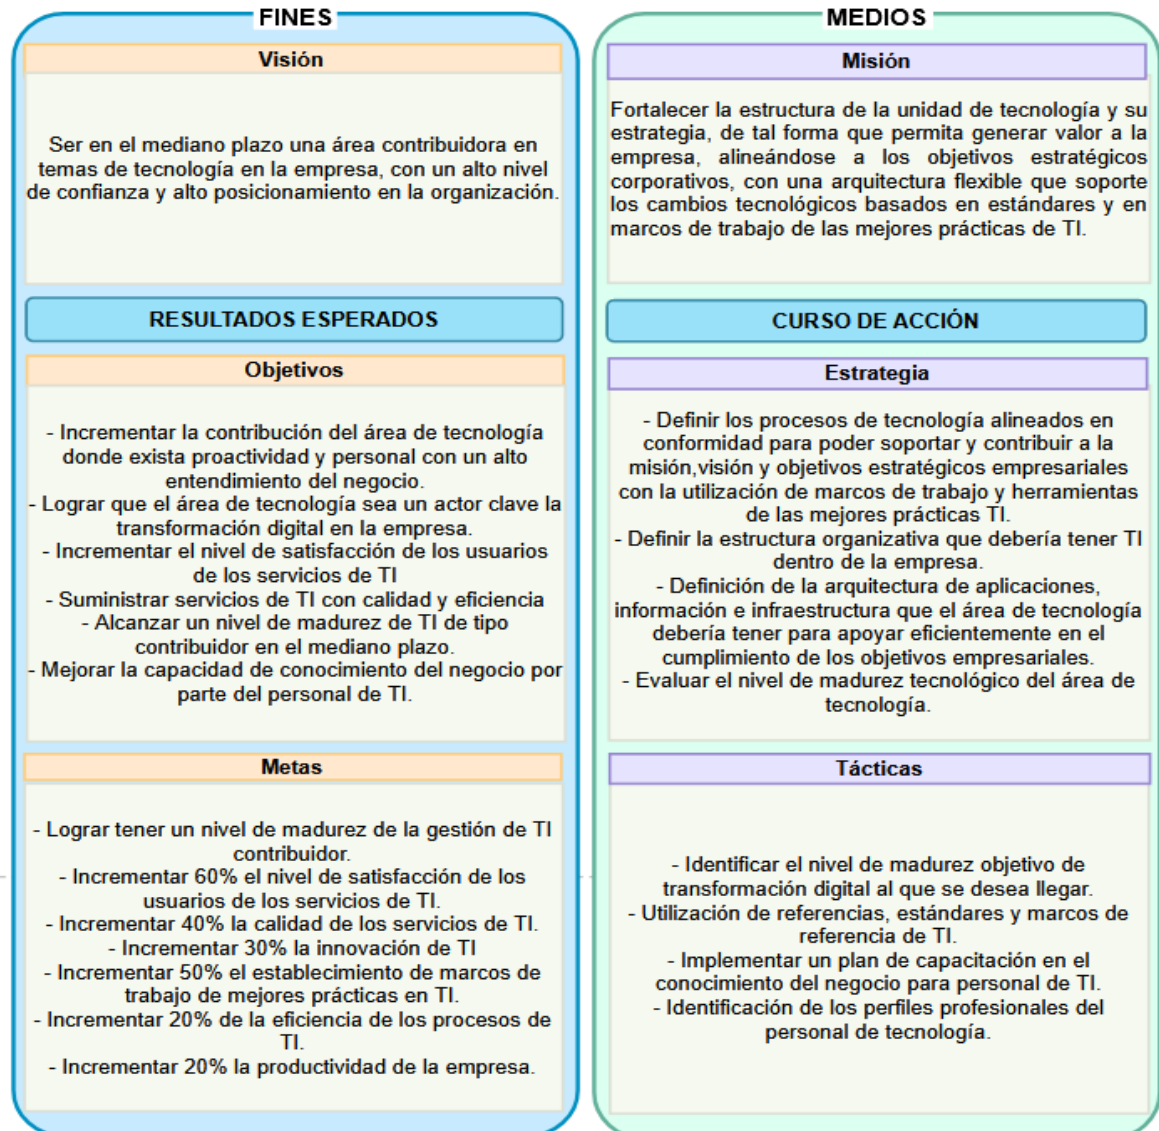 FINES
Visión
Ser en el mediano plazo una área contribuidora en
temas de tecnología en la empresa, con un alto nivel
de confianza y alto posicionamiento en la organización.
RESULTADOS ESPERADOS
Objetivos
- Incrementar la contribución del área de tecnología
donde exista proactividad y personal con un alto
entendimiento del negocio.
- Lograr que el área de tecnología sea un actor clave la
transformación digital en la empresa.
- Incrementar el nivel de satisfacción de los usuarios
de los servicios de TI
- Suministrar servicios de TI con calidad y eficiencia
- Alcanzar un nivel de madurez de TI de tipo
contribuidor en el mediano plazo.
- Mejorar la capacidad de conocimiento del negocio por
parte del personal de TI.
Metas
- Lograr tener un nivel de madurez de la gestión de TI
contribuidor.
- Incrementar 60% el nivel de satisfacción de los
usuarios de los servicios de TI.
- Incrementar 40% la calidad de los servicios de TI.
- Incrementar 30% la innovación de TI
- Incrementar 50% el establecimiento de marcos de
trabajo de mejores prácticas en TI.
- Incrementar 20% de la eficiencia de los procesos de
TI.
- Incrementar 20% la productividad de la empresa.
MEDIOS
Misión
Fortalecer la estructura de la unidad de tecnología y su
estrategia, de tal forma que permita generar valor a la
empresa, alineándose a los objetivos estratégicos
corporativos, con una arquitectura flexible que soporte
los cambios tecnológicos basados en estándares y en
marcos de trabajo de las mejores prácticas de TI.
CURSO DE ACCIÓN
Estrategia
- Definir los procesos de tecnología alineados en
conformidad para poder soportar y contribuir a la
misión,visión y objetivos estratégicos empresariales
con la utilización de marcos de trabajo y herramientas
de las mejores prácticas TI.
- Definir la estructura organizativa que debería tener TI
dentro de la empresa.
- Definición de la arquitectura de aplicaciones,
información e infraestructura que el área de tecnología
debería tener para apoyar eficientemente en el
cumplimiento de los objetivos empresariales.
- Evaluar el nivel de madurez tecnológico del área de
tecnología.
Tácticas
- Identificar el nivel de madurez objetivo de
transformación digital al que se desea llegar.
- Utilización de referencias, estándares y marcos de
referencia de TI.
- Implementar un plan de capacitación en el
conocimiento del negocio para personal de TI.
- Identificación de los perfiles profesionales del
personal de tecnología.